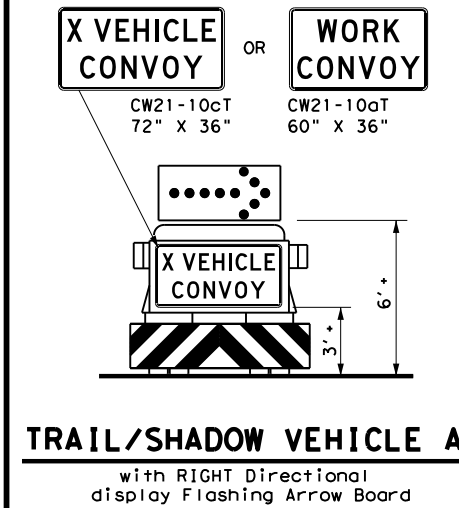 X VEHICLE
CONVOY
OR
WORK
CONVOY
CW21-10cT
72" X 36"
CW21-10aT
60" X 36"
X VEHICLE
CONVOY
6' +
3' +
TRAIL/SHADOW VEHICLE A
with RIGHT Directional
display Flashing Arrow Board